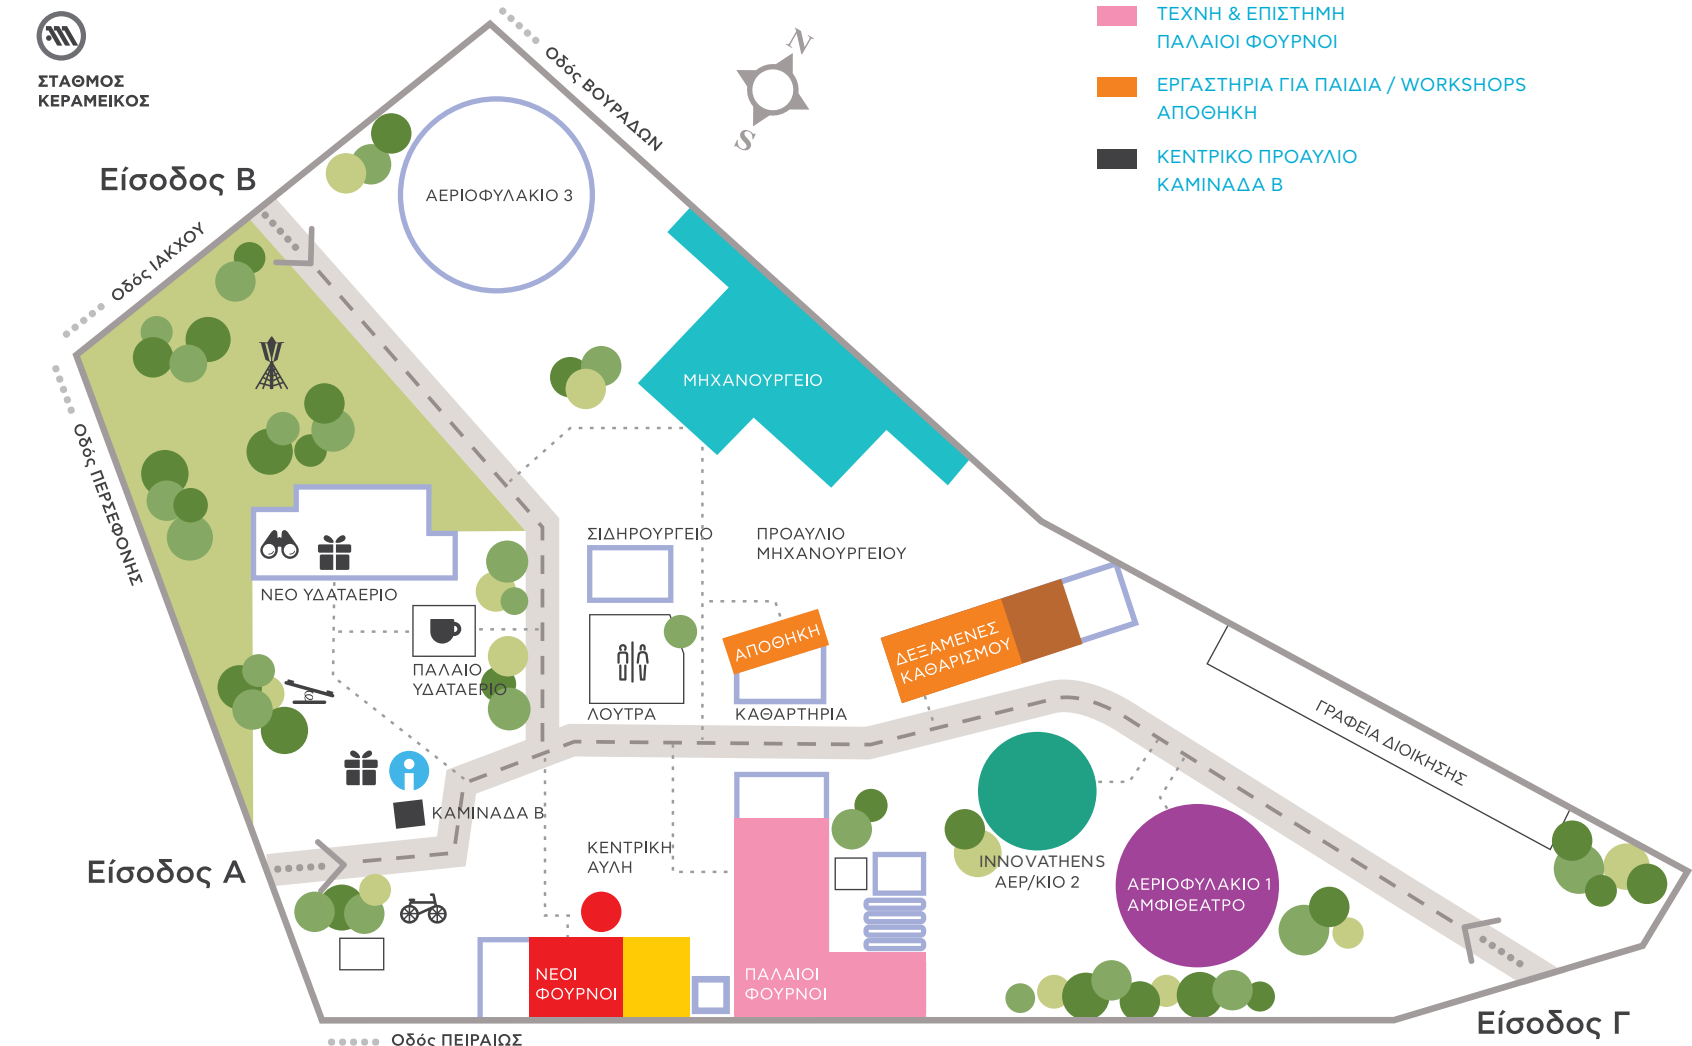 ΣΤΑΘΜΟΣ
ΚΕΡΑΜΕΙΚΟΣ
ΤΕΧΝΗ & ΕΠΙΣΤΗΜΗ
ΠΑΛΑΙΟΙ ΦΟΥΡΝΟΙ
ΕΡΓΑΣΤΗΡΙΑ ΓΙΑ ΠΑΙΔΙΑ / WORKSHOPS
ΑΠΟΘΗΚΗ
ΚΕΝΤΡΙΚΟ ΠΡΟΑΥΛΙΟ
ΚΑΜΙΝΑΔΑ Β
N
S
Οδός ΒΟΥΡΑΔΩΝ
Είσοδος Β
Οδός ΙΑΚΧΟΥ
ΑΕΡΙΟΦΥΛΑΚΙΟ 3
ΜΗΧΑΝΟΥΡΓΕΙΟ
Οδός ΠΕΡΣΕΦΟΝΗΣ
ΣΙΔΗΡΟΥΡΓΕΙΟ
ΠΡΟΑΥΛΙΟ
ΜΗΧΑΝΟΥΡΓΕΙΟΥ
ΝΕΟ ΥΔΑΤΑΕΡΙΟ
ΠΑΛΑΙΟ
ΥΔΑΤΑΕΡΙΟ
ΛΟΥΤΡΑ
ΑΠΟΘΗΚΗ
ΚΑΘΑΡΤΗΡΙΑ
ΔΕΞΑΜΕΝΕΣ
ΚΑΘΑΡΙΣΜΟΥ
ΓΡΑΦΕΙΑ ΔΙΟΙΚΗΣΗΣ
ΚΑΜΙΝΑΔΑ Β
Είσοδος Α
ΚΕΝΤΡΙΚΗ
ΑΥΛΗ
INNOVATHENS
ΑΕΡ/ΚΙΟ 2
ΑΕΡΙΟΦΥΛΑΚΙΟ 1
ΑΜΦΙΘΕΑΤΡΟ
ΝΕΟΙ
ΦΟΥΡΝΟΙ
ΠΑΛΑΙΟΙ
ΦΟΥΡΝΟΙ
Είσοδος Γ
Οδός ΠΕΙΡΑΙΩΣ